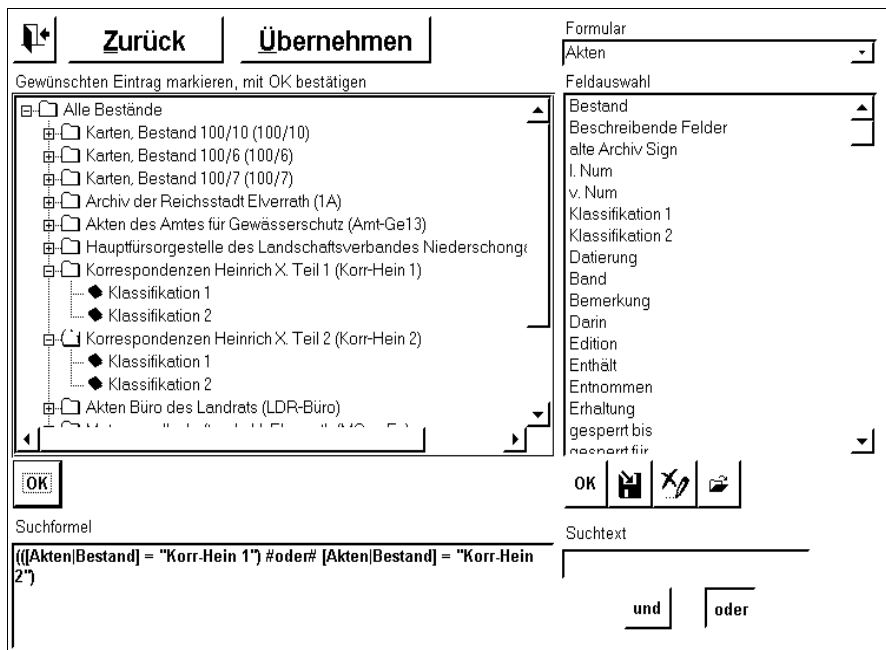 Zurück
Übernehmen
Formular
Akten
Gewünschten Eintrag markieren, mit OK bestätigen
Alle Bestände
Karten, Bestand 100/10 (100/10)
Karten, Bestand 100/6 (100/6)
Karten, Bestand 100/7 (100/7)
Archiv der Reichsstadt Elverrath (1A)
Akten des Amtes für Gewässerschutz (Amt-Ge13)
Hauptfürsorgestelle des Landschaftsverbandes Niederschonga
Korrespondenzen Heinrich X. Teil 1 (Korr-Hein 1)
Klassifikation 1
Klassifikation 2
Korrespondenzen Heinrich X. Teil 2 (Korr-Hein 2)
Klassifikation 1
Klassifikation 2
Akten Büro des Landrats (LDR-Büro)
OK
Feldauswahl
Bestand
Beschreibende Felder
alte Archiv Sign
l. Num
v. Num
Klassifikation 1
Klassifikation 2
Datierung
Band
Bemerkung
Darin
Edition
Enthält
Entnommen
Erhaltung
gesperrt bis
gesperrt für
OK
Suchformel
(([Akten|Bestand] = "Korr-Hein 1") #oder# [Akten|Bestand] = "Korr-Hein
2")
Suchtext
und
oder